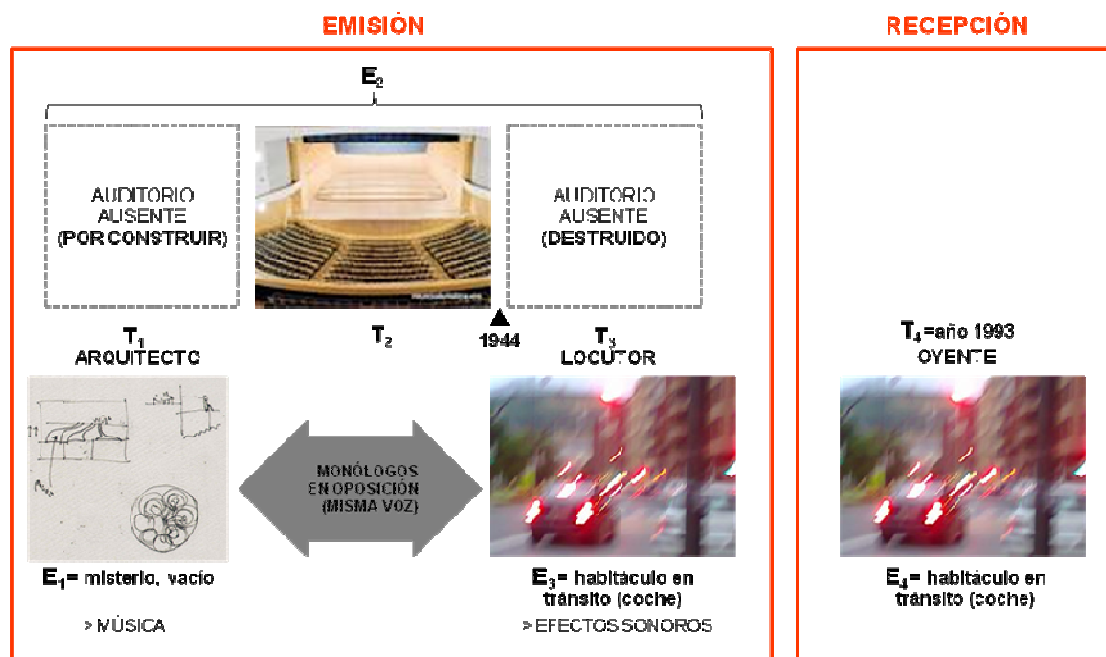 EMISIÓN
RECEPCIÓN
E2
AUDITORIO
AUSENTE
(POR CONSTRUIR)
AUDITORIO
AUSENTE
(DESTRUIDO)
T1
ARQUITECTO
T2
1944
T3
LOCUTOR
T4=año 1993
OYENTE
MONÓLOGOS
EN OPOSICIÓN
(MISMA VOZ)
E1= misterio, vacío
E3= habitáculo en
tránsito (coche)
E4= habitáculo en
tránsito (coche)
> MÚSICA
> EFECTOS SONOROS